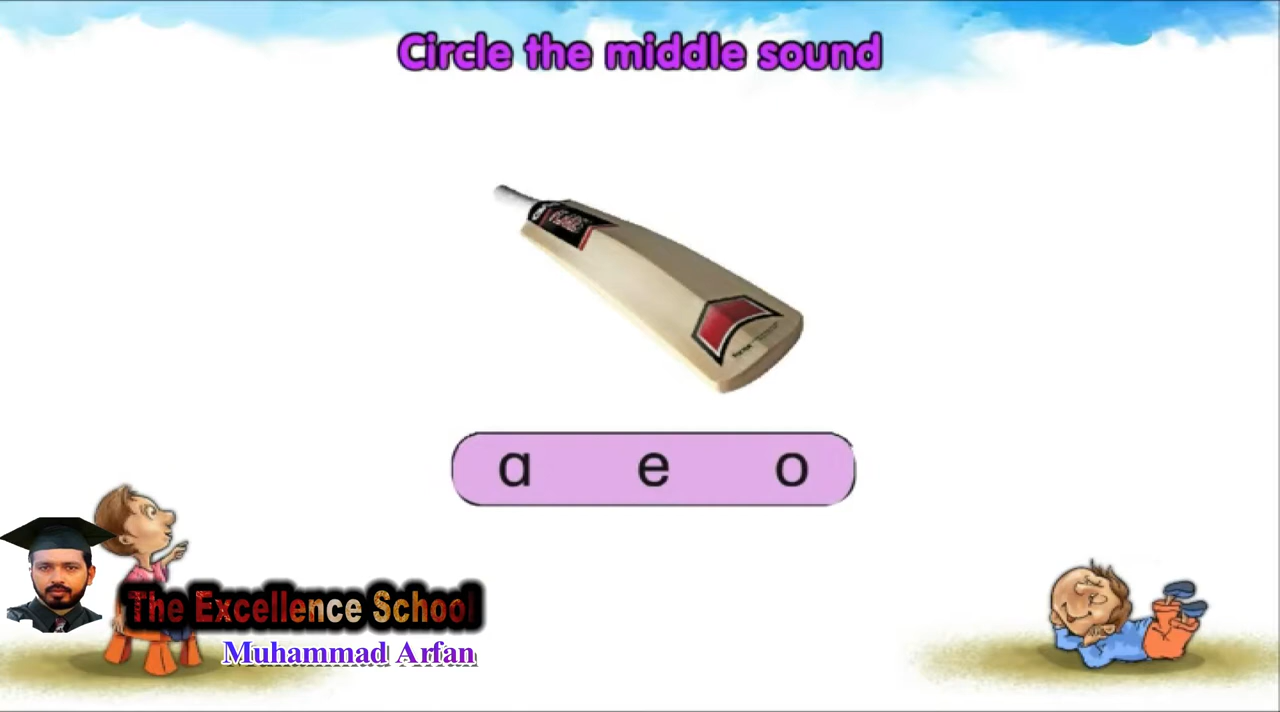 Circle the middle sound
a e o
The Excellence School
Muhammad Arfan